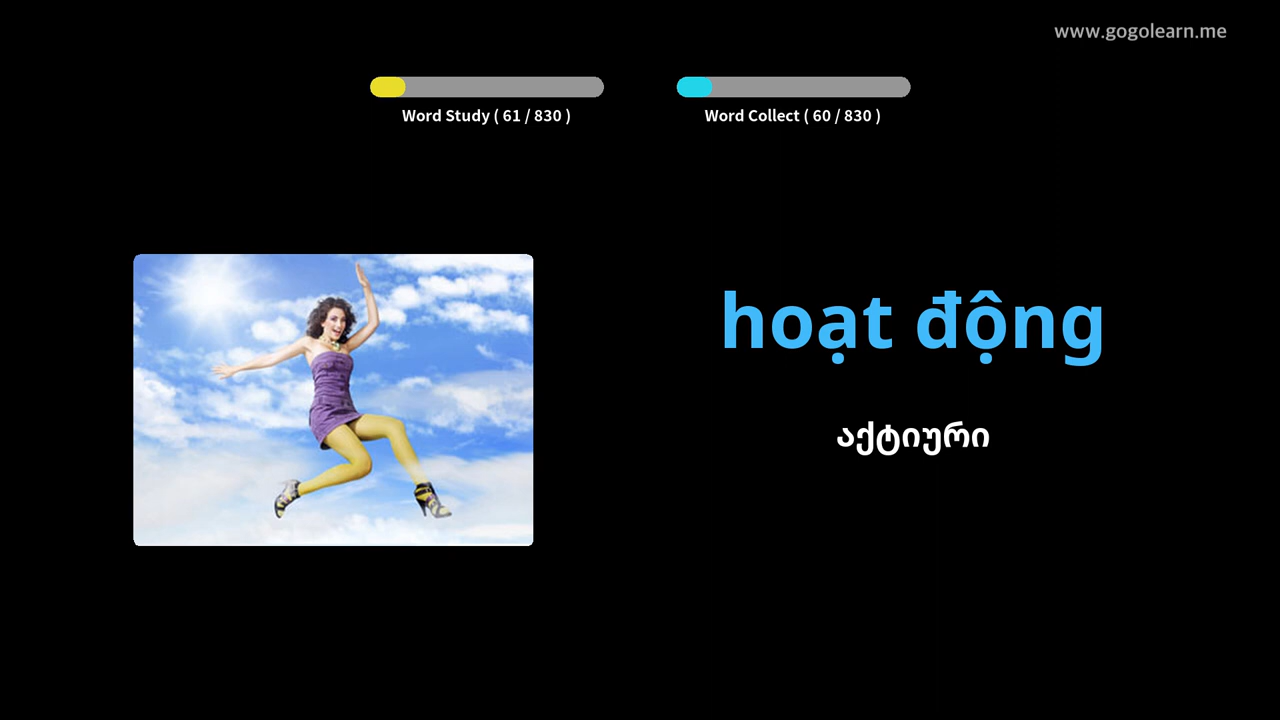 www.gogolearn.me
Word Study ( 61 / 830 )
Word Collect ( 60 / 830 )
hoạt động
აქტიური